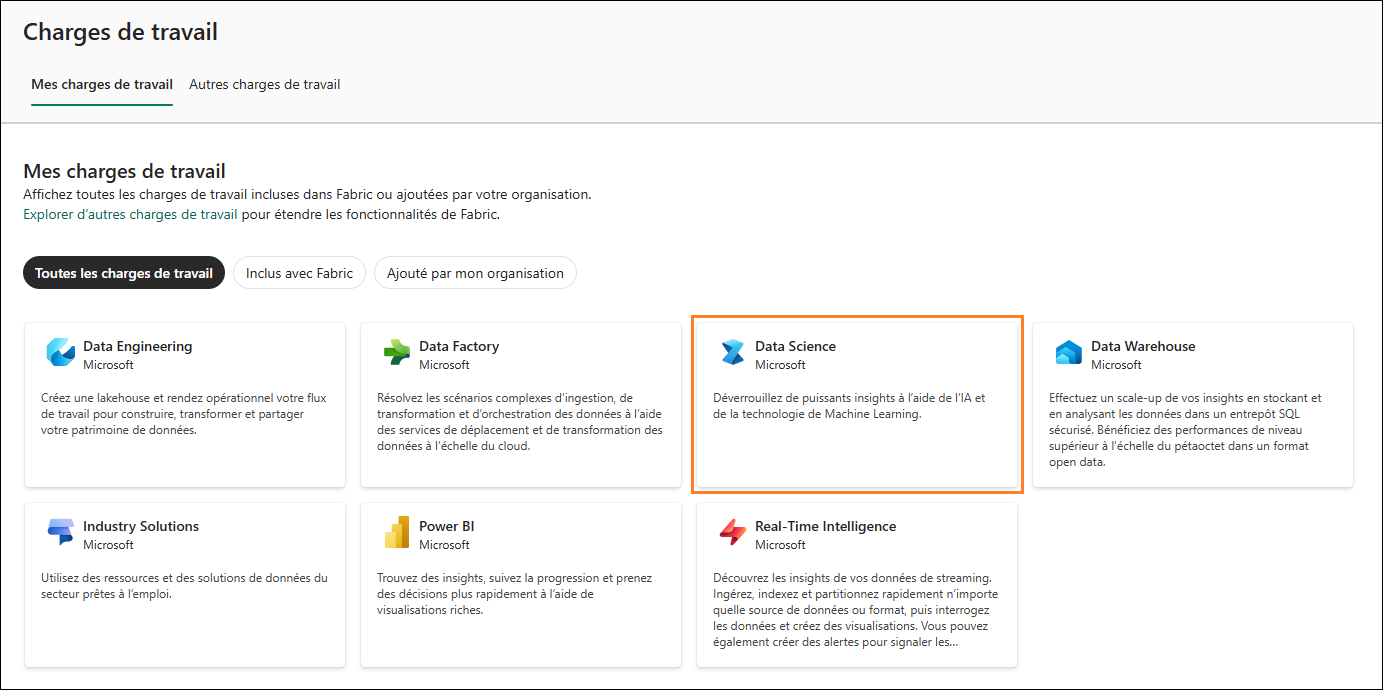 Charges de travail
Mes charges de travail
Autres charges de travail
Mes charges de travail
Affichez toutes les charges de travail incluses dans Fabric ou ajoutées par votre organisation.
Explorer d’autres charges de travail pour étendre les fonctionnalités de Fabric.
Toutes les charges de travail
Inclus avec Fabric
Ajouté par mon organisation
Data Engineering
Microsoft
Créez une lakehouse et rendez opérationnel votre flux
de travail pour construire, transformer et partager
votre patrimoine de données.
Data Factory
Microsoft
Résolvez les scénarios complexes d’ingestion, de
transformation et d’orchestration des données à l’aide
des services de déplacement et de transformation des
données à l’échelle du cloud.
Data Science
Microsoft
Déverrouillez de puissants insights à l’aide de l’IA et
de la technologie de Machine Learning.
Data Warehouse
Microsoft
Effectuez un scale-up de vos insights en stockant et
en analysant les données dans un entrepôt SQL
sécurisé. Bénéficiez des performances de niveau
supérieur à l’échelle du pétaoctet dans un format
open data.
Industry Solutions
Microsoft
Utilisez des ressources et des solutions de données du
secteur prêtes à l’emploi.
Power BI
Microsoft
Trouvez des insights, suivez la progression et prenez
des décisions plus rapidement à l’aide de
visualisations riches.
Real-Time Intelligence
Microsoft
Découvrez les insights de vos données de streaming.
Ingérez, indexez et partitionnez rapidement n’importe
quelle source de données ou format, puis interrogez
les données et créez des visualisations. Vous pouvez
également créer des alertes pour signaler les...